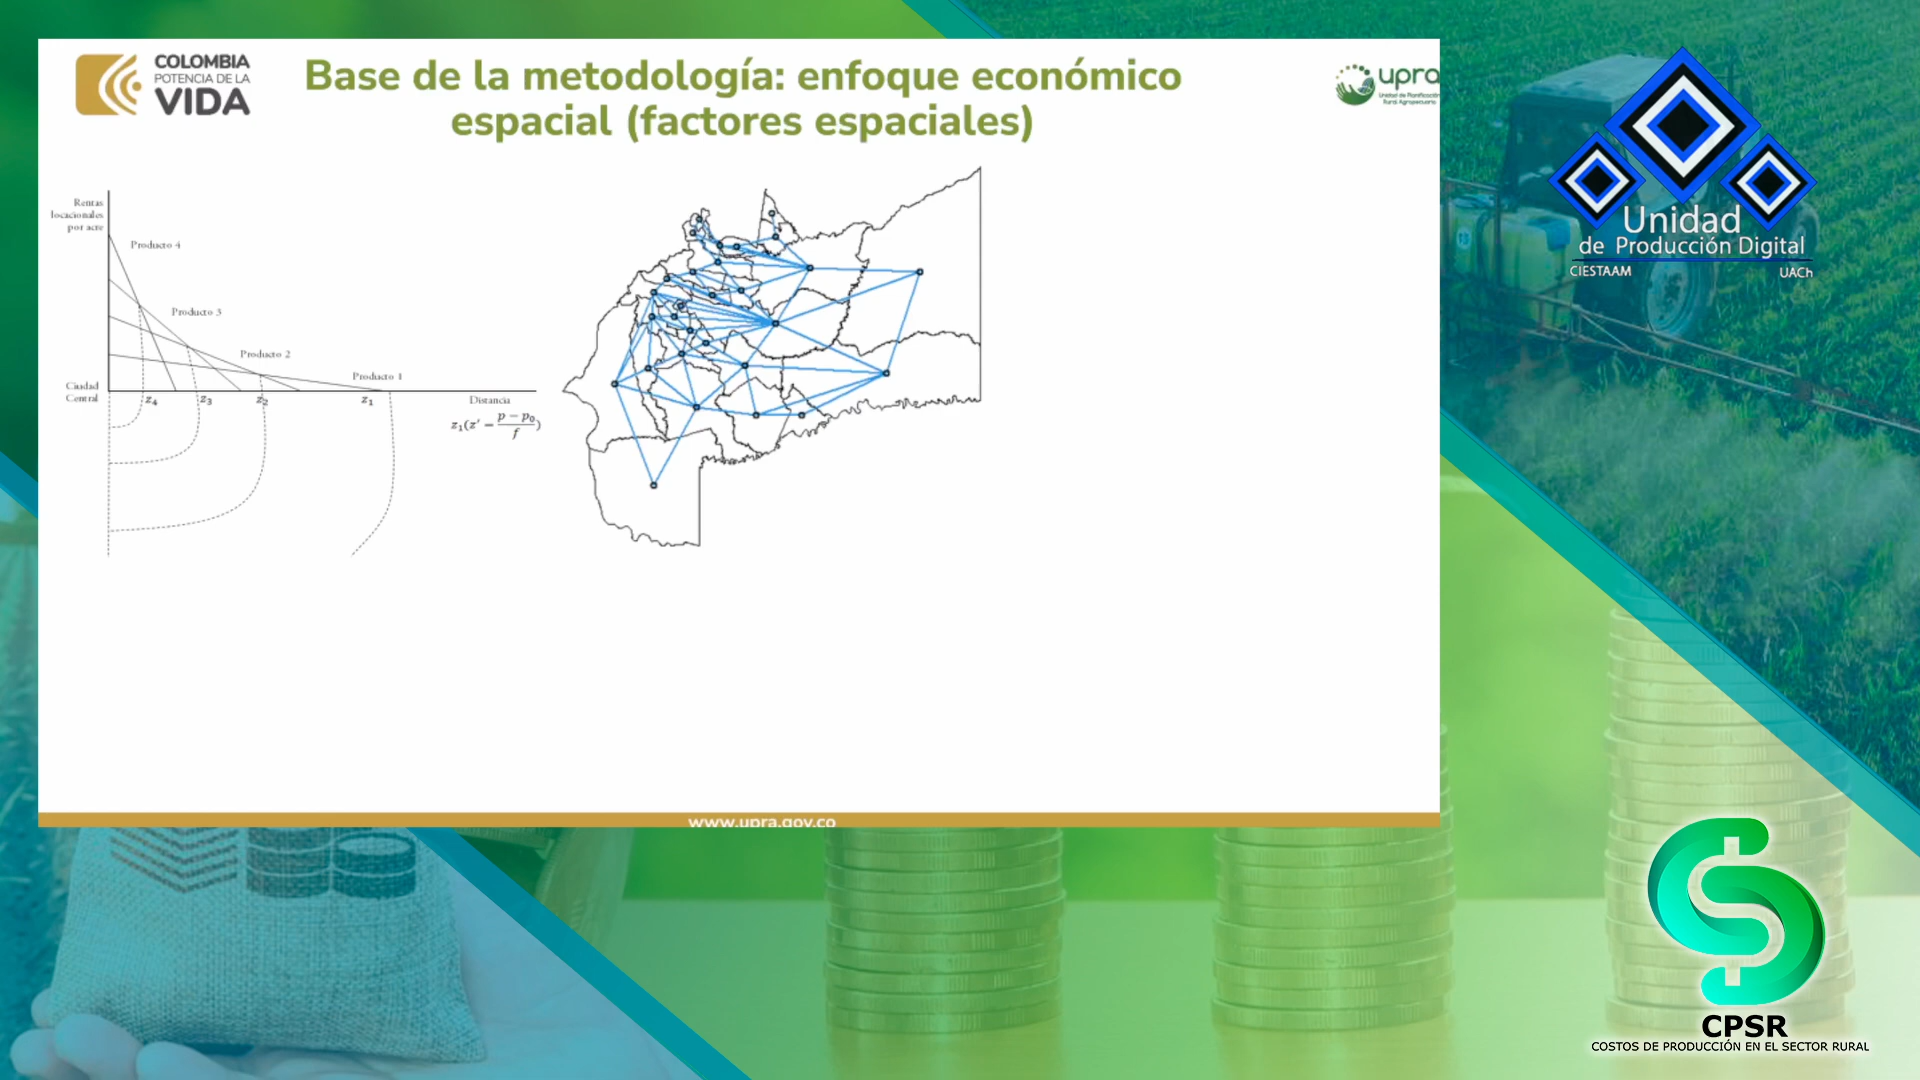 COLOMBIA
POTENCIA DE LA
VIDA
Base de la metodología: enfoque económico
espacial (factores espaciales)
upra
Unidad de Planificación
Rural Agropecuaria
Rentas
locacionales
por acre
Producto 4
Producto 3
Producto 2
Producto 1
Ciudad
Central
z4
z3
z2
z1
Distancia
z₁(z' = p − p₀ / f)
www.upra.gov.co
Unidad
de Producción Digital
CIESTAAM
UACh
CPSR
COSTOS DE PRODUCCIÓN EN EL SECTOR RURAL